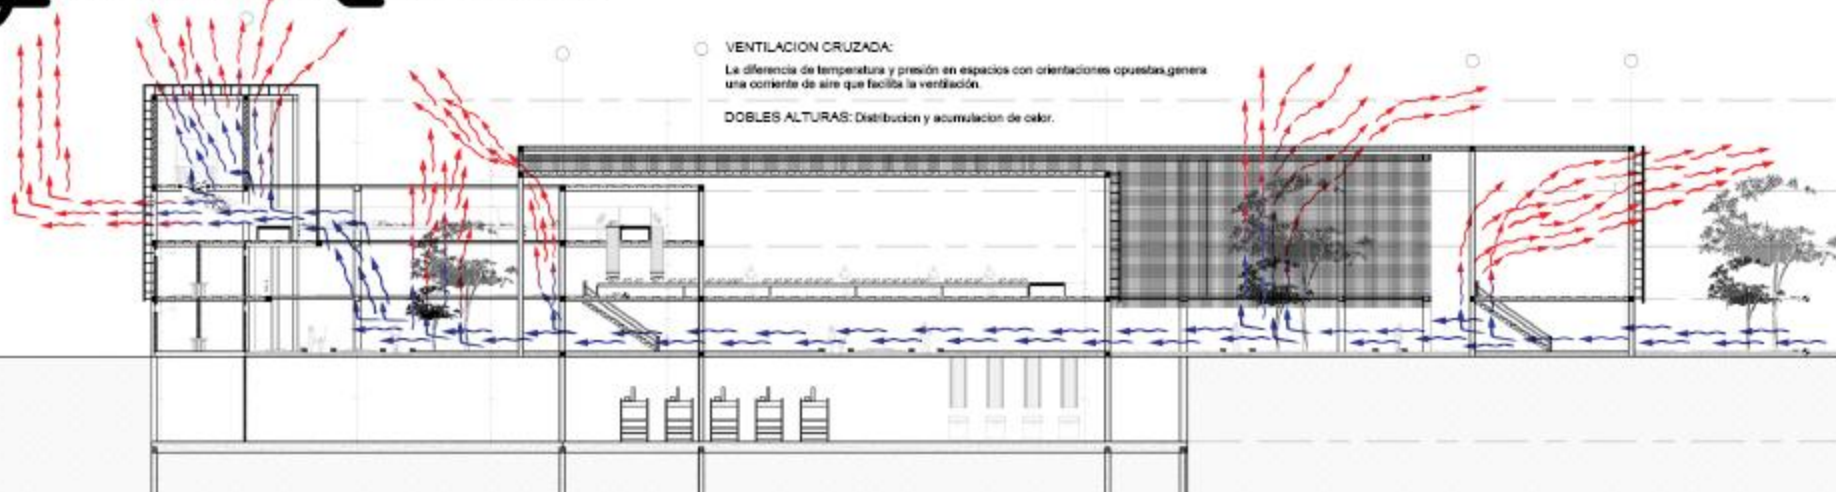 VENTILACION CRUZADA:
La diferencia de temperatura y presión en espacios con orientaciones opuestas,genera
una corriente de aire que facilita la ventilación.
DOBLES ALTURAS: Distribucion y acumulacion de calor.